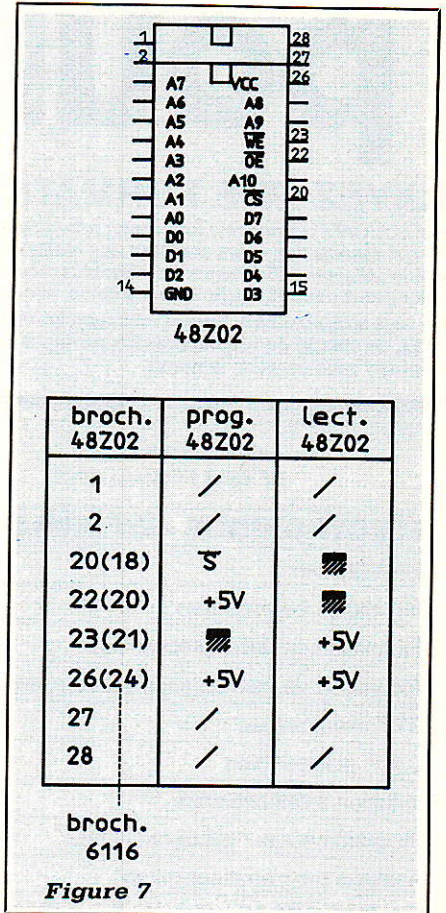 1 28
2 27
A7 VCC 26
A6 A8
A5 A9
A4 W̅E̅ 23
A3 O̅E̅ 22
A2 A10
A1 C̅S̅ 20
A0 D7
D0 D6
D1 D5
D2 D4
14 GND D3 15
48Z02
broch. 48Z02 prog. 48Z02 lect. 48Z02
1 / /
2 / /
20(18) S̅
22(20) +5V
23(21) +5V
26(24) +5V +5V
27 / /
28 / /
broch.
6116
Figure 7